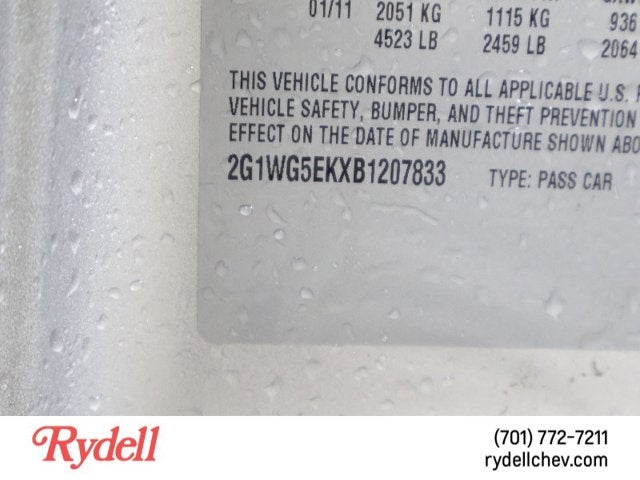 01/11 2051 KG 1115 KG 936
4523 LB 2459 LB 2064
THIS VEHICLE CONFORMS TO ALL APPLICABLE U.S.
VEHICLE SAFETY, BUMPER, AND THEFT PREVENTION
EFFECT ON THE DATE OF MANUFACTURE SHOWN ABO
2G1WG5EKXB1207833 TYPE: PASS CAR
Rydell
(701) 772-7211
rydellchev.com